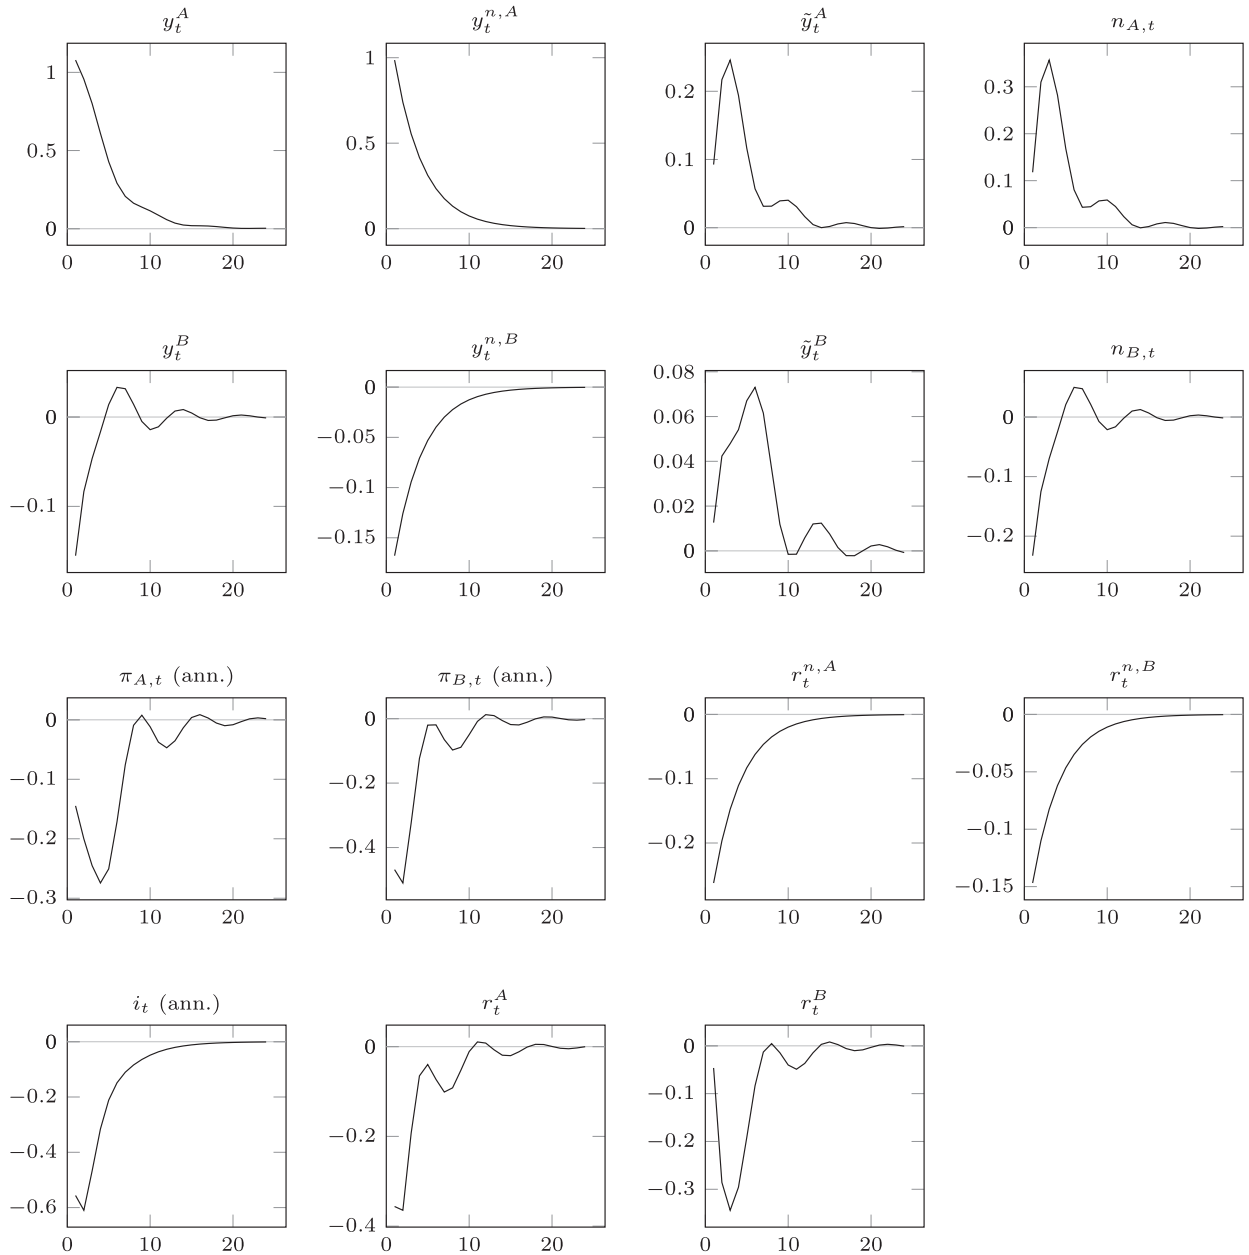 y_t^A
1
0.5
0
0 10 20
y_t^{n,A}
1
0.5
0
0 10 20
ỹ_t^A
0.2
0.1
0
0 10 20
n_{A,t}
0.3
0.2
0.1
0
0 10 20
y_t^B
0
−0.1
0 10 20
y_t^{n,B}
0
−0.05
−0.1
−0.15
0 10 20
ỹ_t^B
0.08
0.06
0.04
0.02
0
0 10 20
n_{B,t}
0
−0.1
−0.2
0 10 20
π_{A,t} (ann.)
0
−0.1
−0.2
−0.3
0 10 20
π_{B,t} (ann.)
0
−0.2
−0.4
0 10 20
r_t^{n,A}
0
−0.1
−0.2
0 10 20
r_t^{n,B}
0
−0.05
−0.1
−0.15
0 10 20
i_t (ann.)
0
−0.2
−0.4
−0.6
0 10 20
r_t^A
0
−0.2
−0.4
0 10 20
r_t^B
0
−0.1
−0.2
−0.3
0 10 20